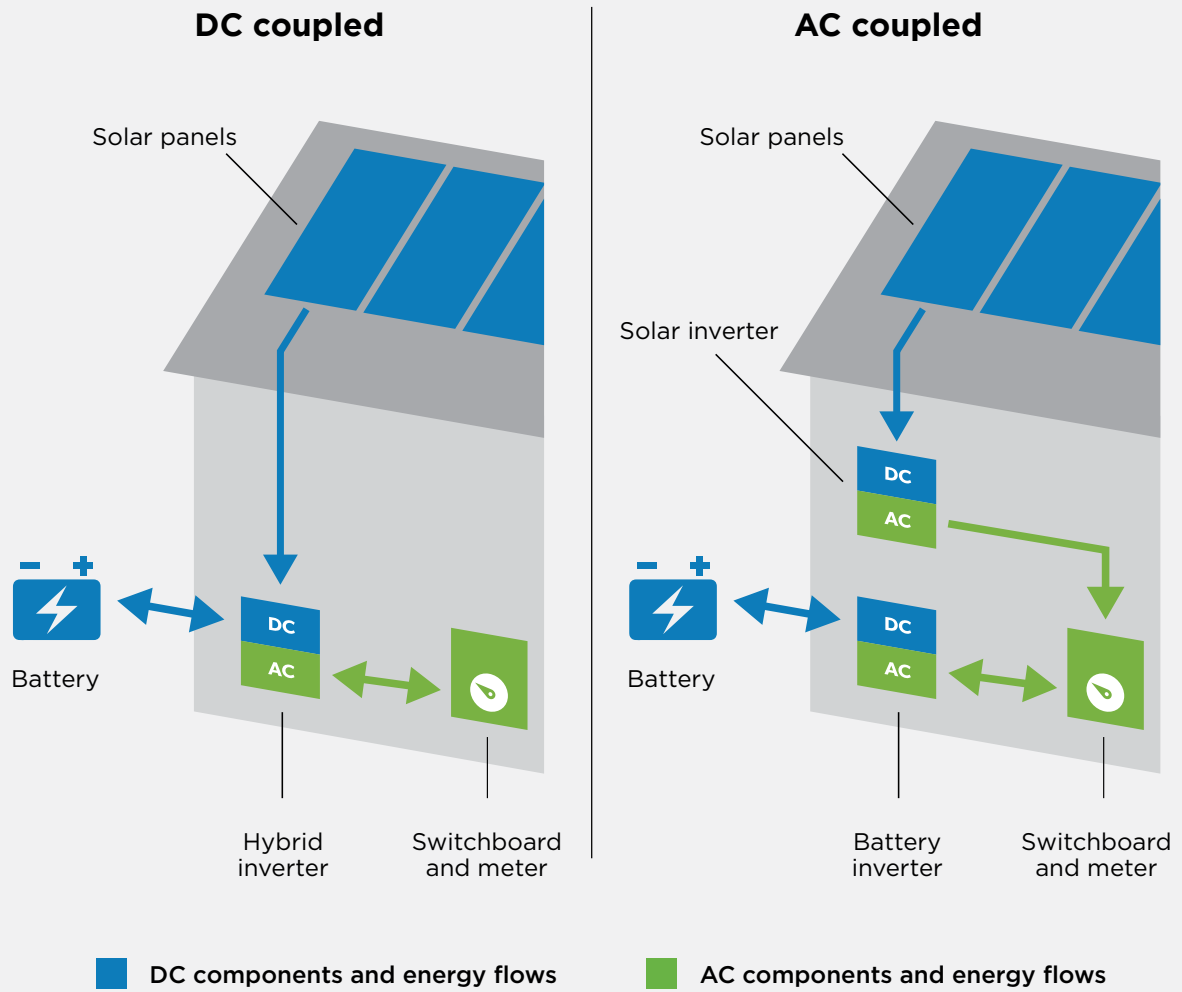 DC coupled
Solar panels
DC
AC
Battery
Hybrid
inverter
Switchboard
and meter
AC coupled
Solar panels
Solar inverter
DC
AC
DC
AC
Battery
Battery
inverter
Switchboard
and meter
DC components and energy flows
AC components and energy flows